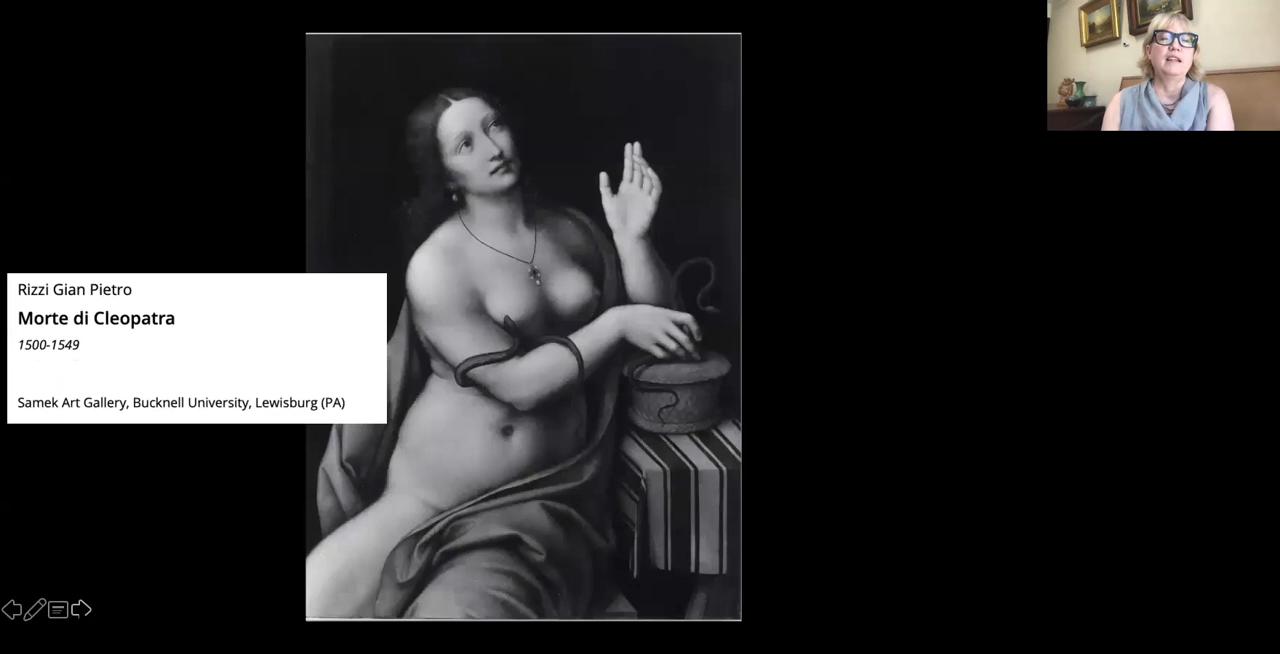 Rizzi Gian Pietro
Morte di Cleopatra
1500-1549
Samek Art Gallery, Bucknell University, Lewisburg (PA)